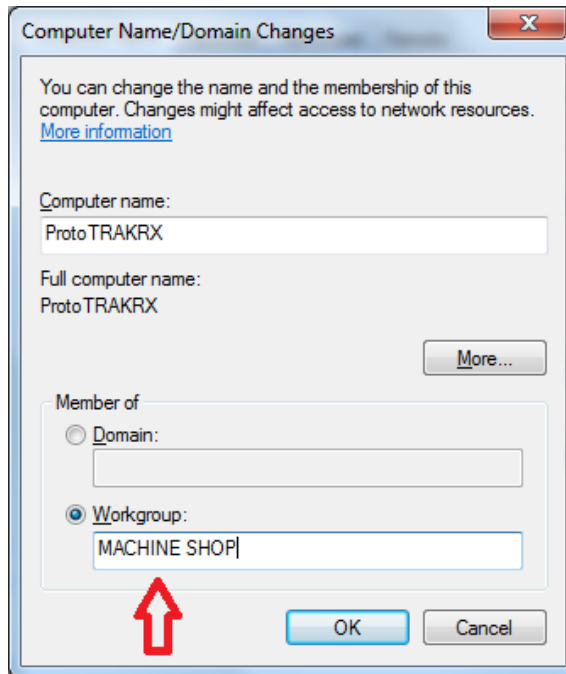 Computer Name/Domain Changes
You can change the name and the membership of this
computer. Changes might affect access to network resources.
More information
Computer name:
ProtoTRAKRX
Full computer name:
ProtoTRAKRX
More...
Member of
Domain:
Workgroup:
MACHINE SHOP
OK
Cancel